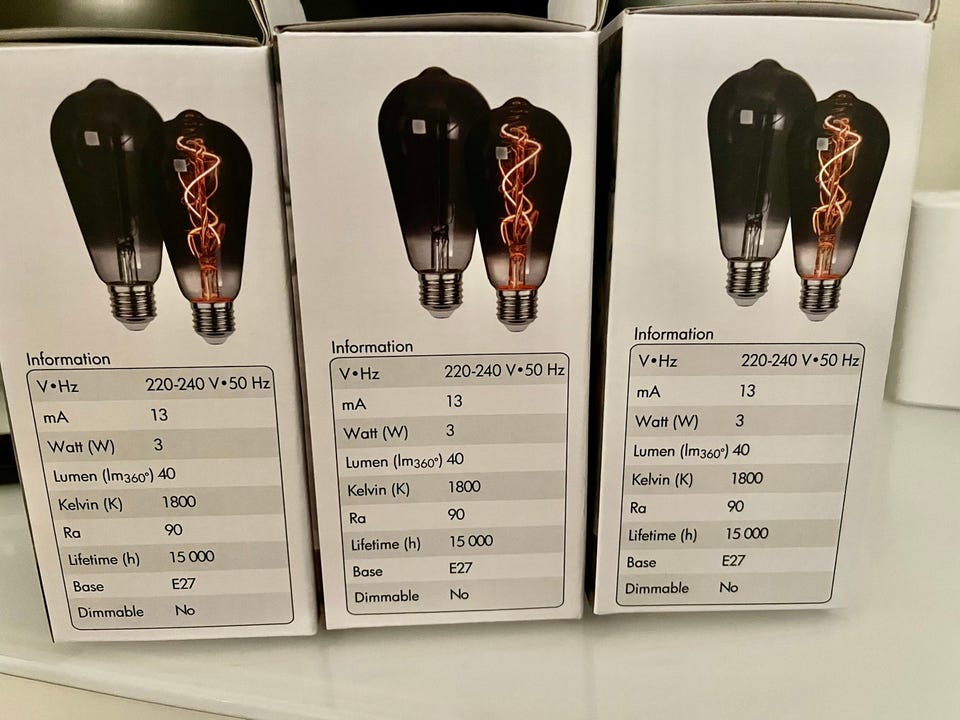 Information
V•Hz 220-240 V•50 Hz
mA 13
Watt (W) 3
Lumen (lm360°) 40
Kelvin (K) 1800
Ra 90
Lifetime (h) 15 000
Base E27
Dimmable No
Information
V•Hz 220-240 V•50 Hz
mA 13
Watt (W) 3
Lumen (lm360°) 40
Kelvin (K) 1800
Ra 90
Lifetime (h) 15 000
Base E27
Dimmable No
Information
V•Hz 220-240 V•50 Hz
mA 13
Watt (W) 3
Lumen (lm360°) 40
Kelvin (K) 1800
Ra 90
Lifetime (h) 15 000
Base E27
Dimmable No